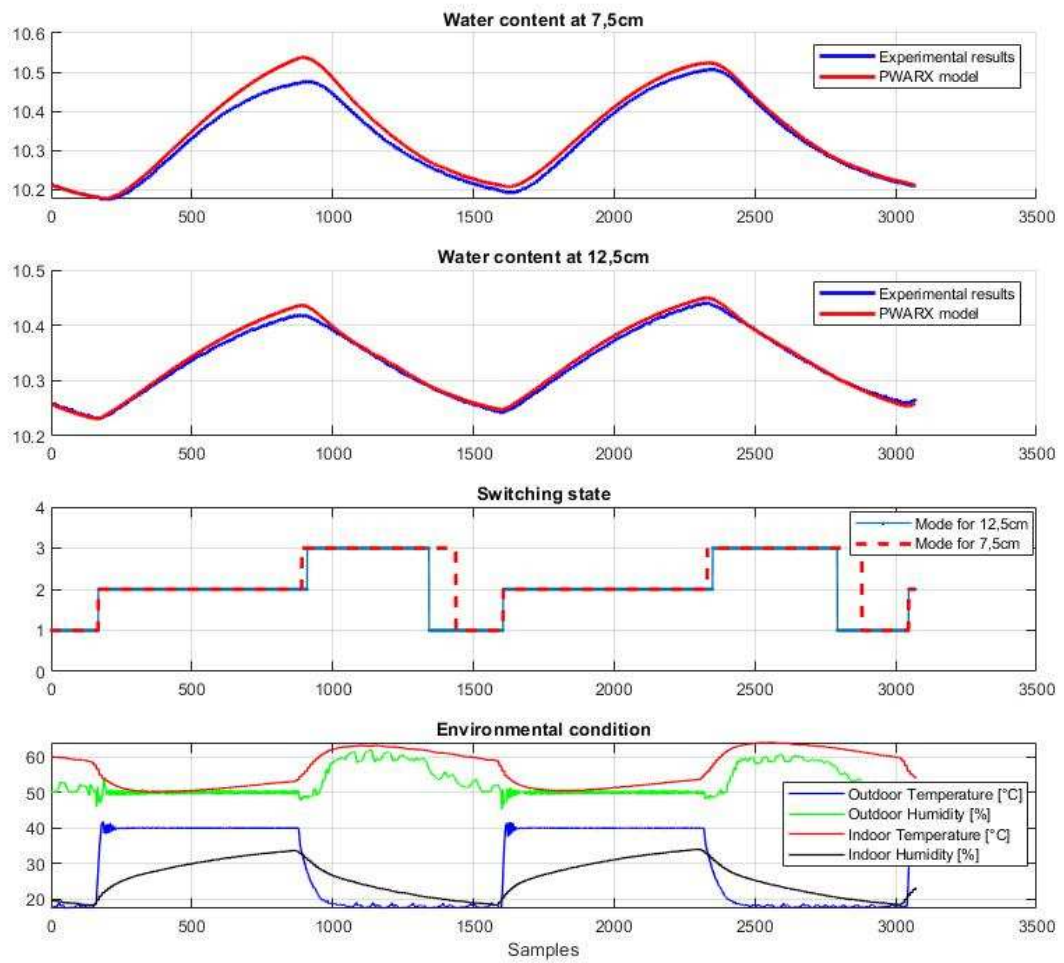 Water content at 7,5cm
10.6
10.5
10.4
10.3
10.2
Experimental results
PWARX model
0 500 1000 1500 2000 2500 3000 3500
Water content at 12,5cm
10.5
10.4
10.3
10.2
Experimental results
PWARX model
0 500 1000 1500 2000 2500 3000 3500
Switching state
4
3
2
1
0
Mode for 12,5cm
Mode for 7,5cm
0 500 1000 1500 2000 2500 3000 3500
Environmental condition
60
50
40
30
20
Outdoor Temperature [°C]
Outdoor Humidity [%]
Indoor Temperature [°C]
Indoor Humidity [%]
0 500 1000 1500 2000 2500 3000 3500
Samples